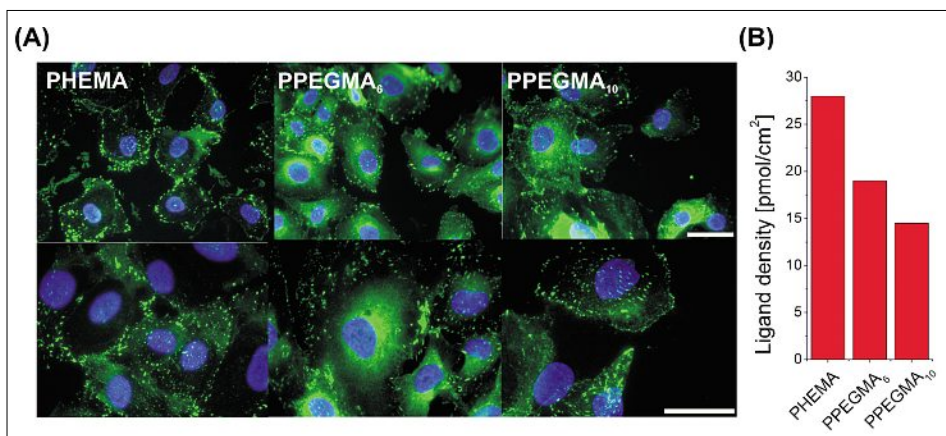 (A)
(B)
PHEMA
PPEGMA₆
PPEGMA₁₀
Ligand density [pmol/cm²]
30
25
20
15
10
5
0
PHEMA
PPEGMA₆
PPEGMA₁₀